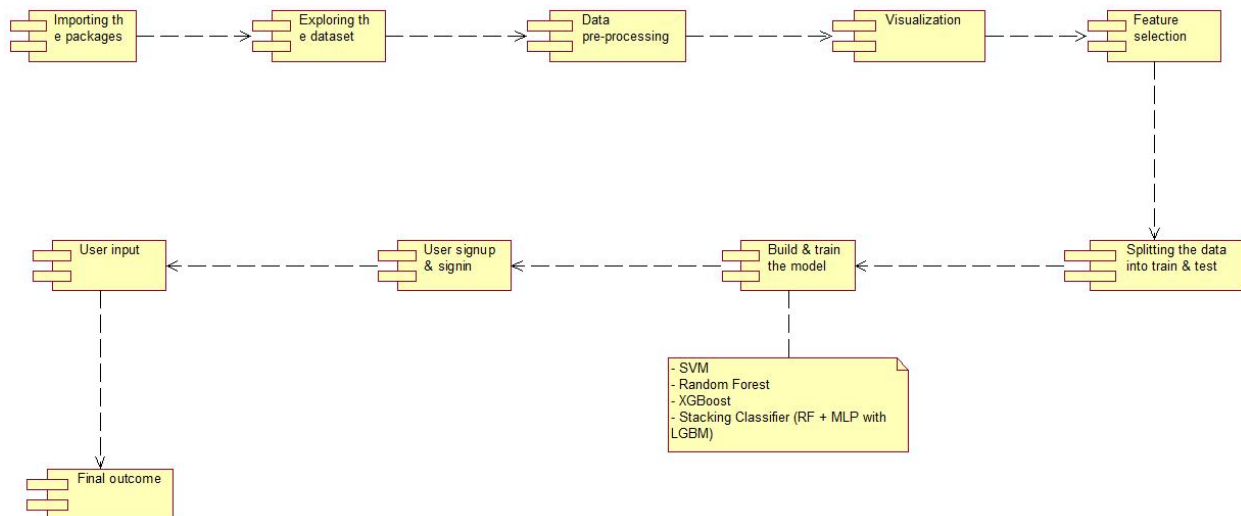 Importing th
e packages
Exploring th
e dataset
Data
pre-processing
Visualization
Feature
selection
User input
User signup
& signin
Build & train
the model
Splitting the data
into train & test
- SVM
- Random Forest
- XGBoost
- Stacking Classifier (RF + MLP with
LGBM)
Final outcome